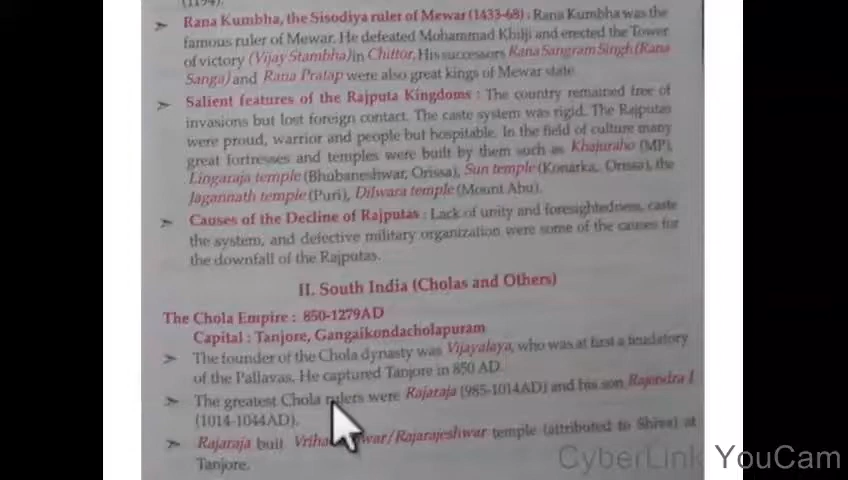 (1194).
➢ Rana Kumbha, the Sisodiya ruler of Mewar (1433-68) : Rana Kumbha was the
famous ruler of Mewar. He defeated Mohammad Khilji and erected the Tower
of victory (Vijay Stambha) in Chittor. His successors Rana Sangram Singh (Rana
Sanga) and Rana Pratap were also great kings of Mewar state.
➢ Salient features of the Rajputa Kingdoms : The country remained free of
invasions but lost foreign contact. The caste system was rigid. The Rajputas
were proud, warrior and people but hospitable. In the field of culture many
great fortresses and temples were built by them such as Khajuraho (MP),
Lingaraja temple (Bhubaneshwar, Orissa), Sun temple (Konarka, Orissa), the
Jagannath temple (Puri), Dilwara temple (Mount Abu).
➢ Causes of the Decline of Rajputas : Lack of unity and foresightedness, caste
the system, and defective military organization were some of the causes for
the downfall of the Rajputas.
II. South India (Cholas and Others)
The Chola Empire : 850-1279AD
Capital : Tanjore, Gangaikondacholapuram
➢ The founder of the Chola dynasty was Vijayalaya, who was at first a feudatory
of the Pallavas. He captured Tanjore in 850 AD.
➢ The greatest Chola rulers were Rajaraja (985-1014AD) and his son Rajendra I
(1014-1044AD).
➢ Rajaraja built /Rajarajeshwar temple (attributed to Shiva) at
Tanjore.
CyberLink YouCam